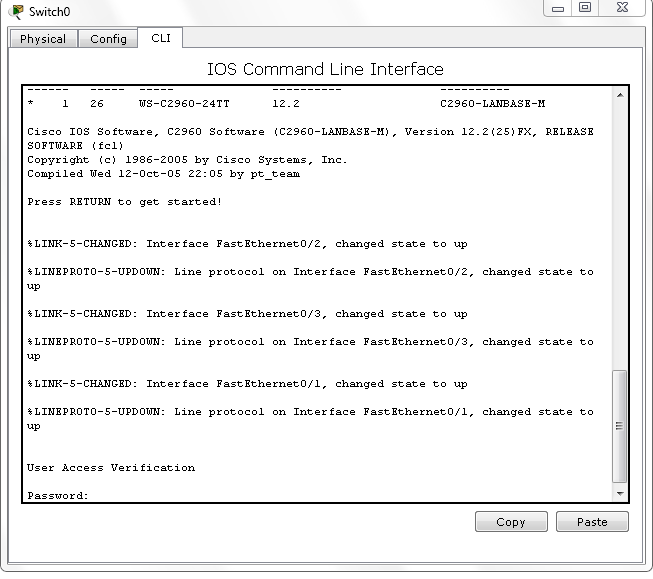 Switch0
Physical Config CLI
IOS Command Line Interface
------ ----- ----- ---------- ----------
* 1 26 WS-C2960-24TT 12.2 C2960-LANBASE-M
Cisco IOS Software, C2960 Software (C2960-LANBASE-M), Version 12.2(25)FX, RELEASE
SOFTWARE (fc1)
Copyright (c) 1986-2005 by Cisco Systems, Inc.
Compiled Wed 12-Oct-05 22:05 by pt_team
Press RETURN to get started!
%LINK-5-CHANGED: Interface FastEthernet0/2, changed state to up
%LINEPROTO-5-UPDOWN: Line protocol on Interface FastEthernet0/2, changed state to
up
%LINK-5-CHANGED: Interface FastEthernet0/3, changed state to up
%LINEPROTO-5-UPDOWN: Line protocol on Interface FastEthernet0/3, changed state to
up
%LINK-5-CHANGED: Interface FastEthernet0/1, changed state to up
%LINEPROTO-5-UPDOWN: Line protocol on Interface FastEthernet0/1, changed state to
up
User Access Verification
Password:
Copy Paste